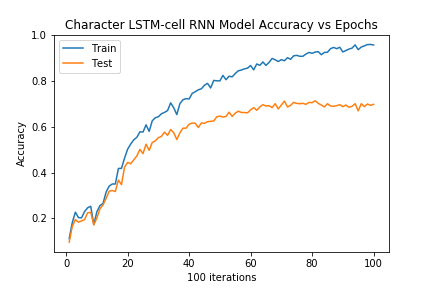 Character LSTM-cell RNN Model Accuracy vs Epochs
Train
Test
Accuracy
1.0
0.8
0.6
0.4
0.2
0
20
40
60
80
100
100 iterations